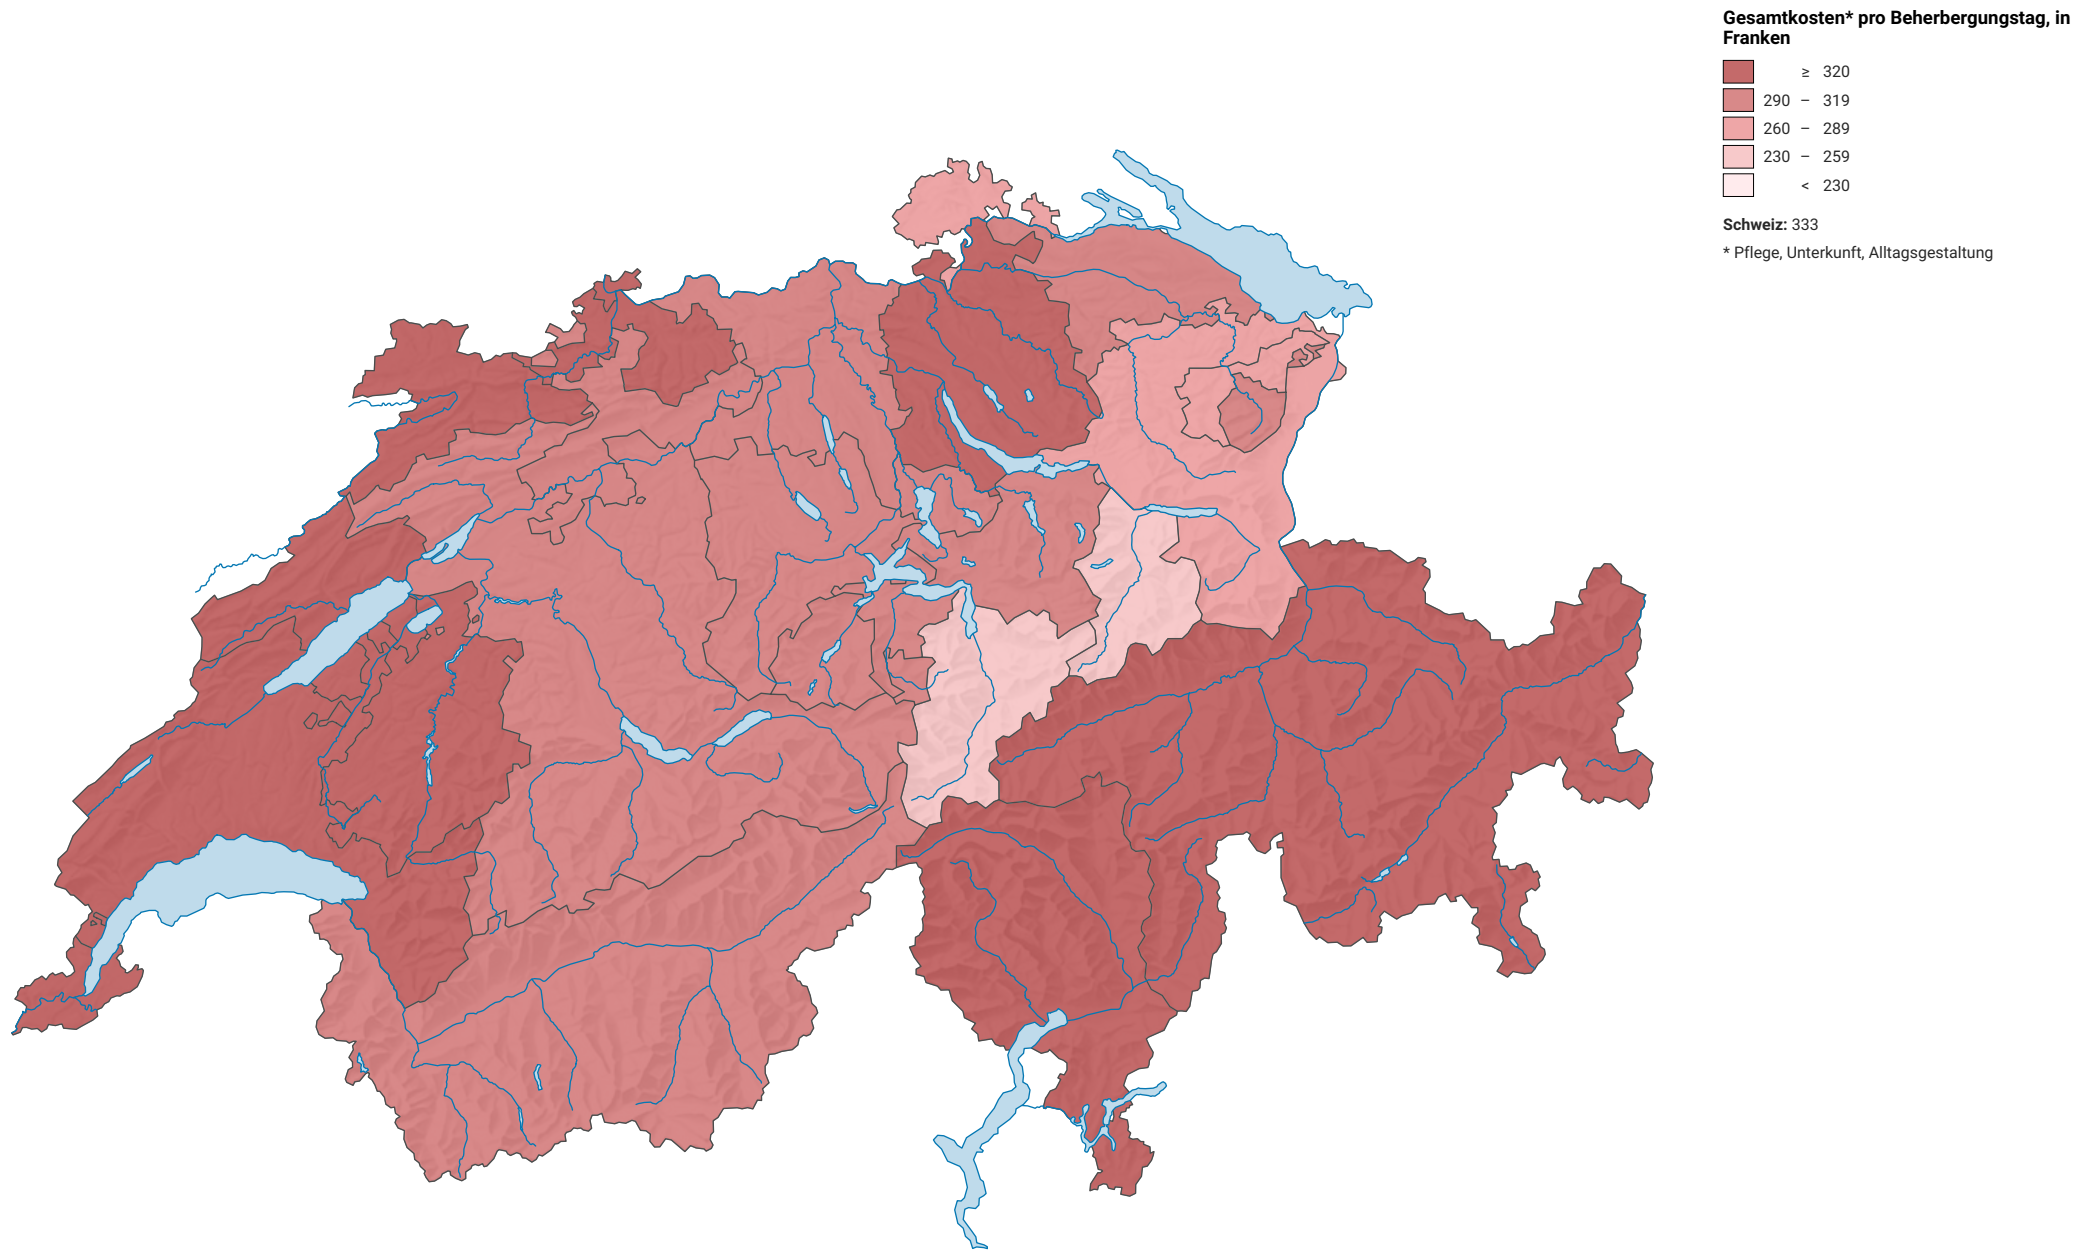 Gesamtkosten* pro Beherbergungstag, in
Franken
≥ 320
290 – 319
260 – 289
230 – 259
< 230
Schweiz: 333
* Pflege, Unterkunft, Alltagsgestaltung